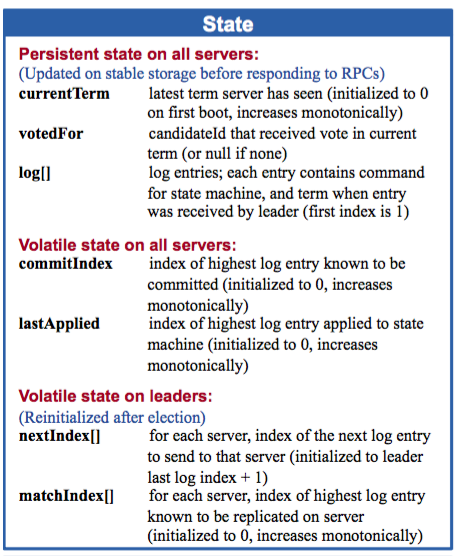 State
Persistent state on all servers:
(Updated on stable storage before responding to RPCs)
currentTerm latest term server has seen (initialized to 0
on first boot, increases monotonically)
votedFor candidateId that received vote in current
term (or null if none)
log[] log entries; each entry contains command
for state machine, and term when entry
was received by leader (first index is 1)
Volatile state on all servers:
commitIndex index of highest log entry known to be
committed (initialized to 0, increases
monotonically)
lastApplied index of highest log entry applied to state
machine (initialized to 0, increases
monotonically)
Volatile state on leaders:
(Reinitialized after election)
nextIndex[] for each server, index of the next log entry
to send to that server (initialized to leader
last log index + 1)
matchIndex[] for each server, index of highest log entry
known to be replicated on server
(initialized to 0, increases monotonically)